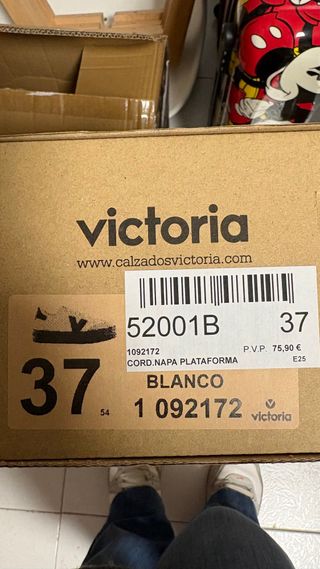 victoria
www.calzadosvictoria.com
52001B 37
1092172 P.V.P. 75,90 €
CORD.NAPA PLATAFORMA E25
37 54
BLANCO
1 092172
victoria